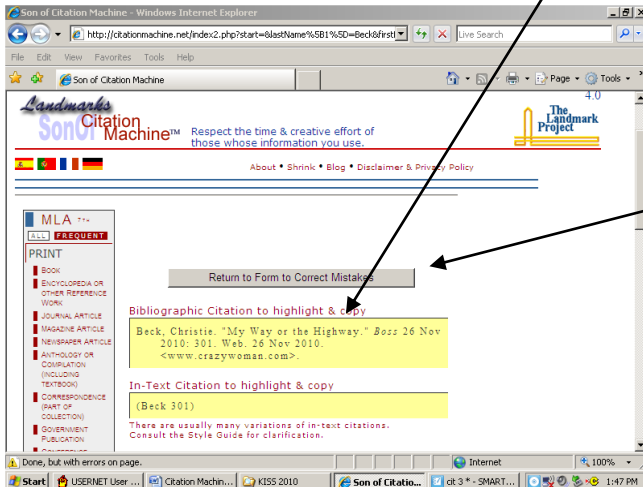 Son of Citation Machine - Windows Internet Explorer
http://citationmachine.net/index2.php?start=&lastName%5B1%5D=Beck&firstl
Live Search
File Edit View Favorites Tools Help
Son of Citation Machine
Page Tools
4.0
Landmarks
Son of Citation Machine™
Respect the time & creative effort of
those whose information you use.
The Landmark Project
About • Shrink • Blog • Disclaimer & Privacy Policy
MLA 7th
ALL FREQUENT
PRINT
Book
Encyclopedia or
other Reference
Work
Journal Article
Magazine Article
Newspaper Article
Anthology or
Compilation
(including
textbook)
Correspondence
(part of
collection)
Government
Publication
Return to Form to Correct Mistakes
Bibliographic Citation to highlight & copy
Beck, Christie. "My Way or the Highway." Boss 26 Nov
2010: 301. Web. 26 Nov 2010.
<www.crazywoman.com>.
In-Text Citation to highlight & copy
(Beck 301)
There are usually many variations of in-text citations.
Consult the Style Guide for clarification.
Done, but with errors on page.
Internet
100%
Start
USERNET User ...
Citation Machin...
KISS 2010
Son of Citatio...
cit 3 * - SMART...
1:47 PM